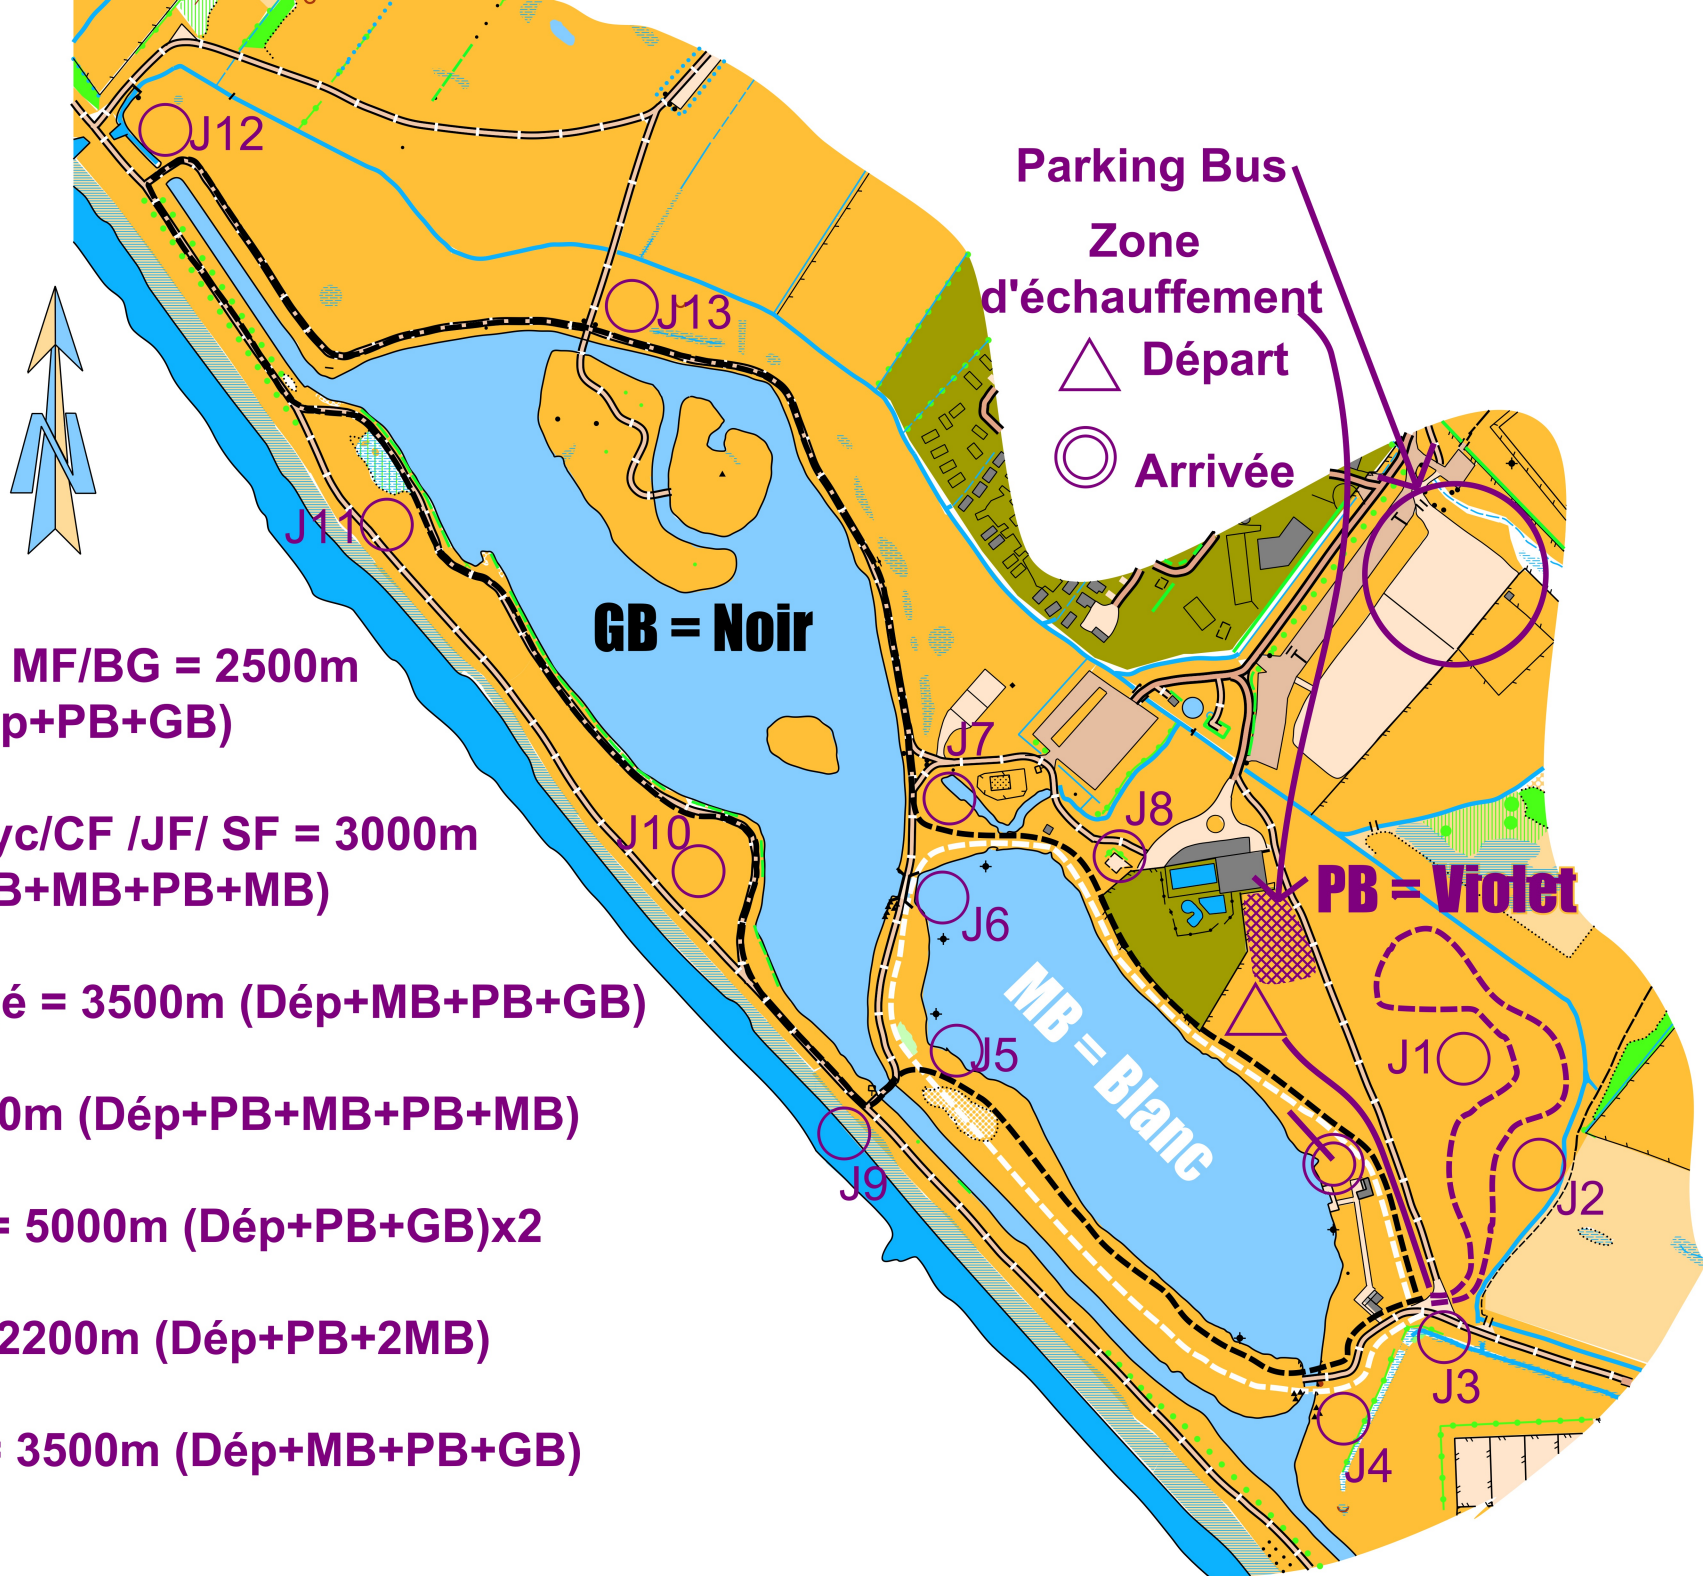 J12
Parking Bus
Zone
d'échauffement
J13
Départ
Arrivée
J11
GB = Noir
MF/BG = 2500m
p+PB+GB)
J7
J8
J10
yc/CF /JF/ SF = 3000m
B+MB+PB+MB)
PB = Violet
J6
MB = Blanc
é = 3500m (Dép+MB+PB+GB)
J5
J1
0m (Dép+PB+MB+PB+MB)
J9
J2
= 5000m (Dép+PB+GB)x2
2200m (Dép+PB+2MB)
J3
= 3500m (Dép+MB+PB+GB)
J4